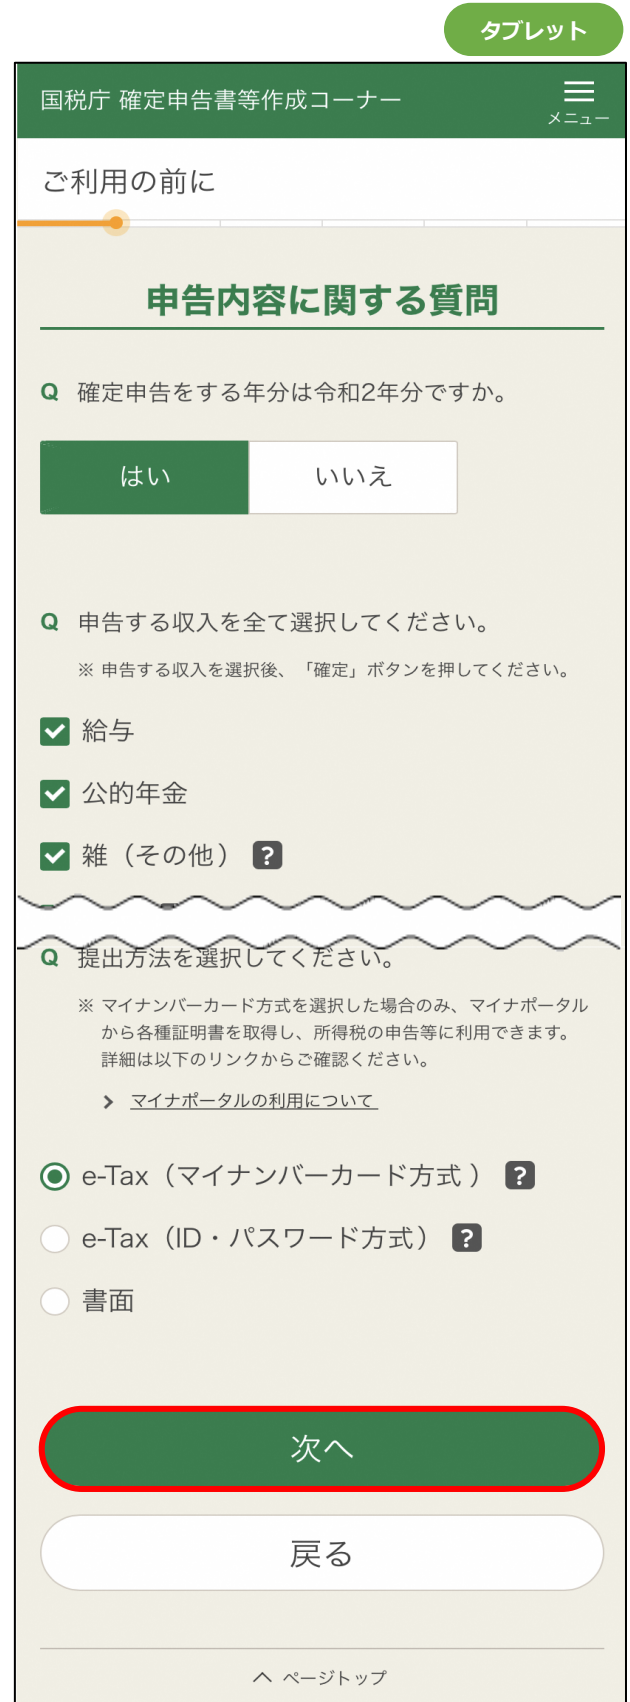 タブレット
国税庁 確定申告書等作成コーナー
メニュー
ご利用の前に
申告内容に関する質問
Q 確定申告をする年分は令和2年分ですか。
はい いいえ
Q 申告する収入を全て選択してください。
※ 申告する収入を選択後、「確定」ボタンを押してください。
給与
公的年金
雑（その他） ?
Q 提出方法を選択してください。
※ マイナンバーカード方式を選択した場合のみ、マイナポータル
から各種証明書を取得し、所得税の申告等に利用できます。
詳細は以下のリンクからご確認ください。
マイナポータルの利用について
e-Tax（マイナンバーカード方式 ） ?
e-Tax（ID・パスワード方式） ?
書面
次へ
戻る
ページトップ